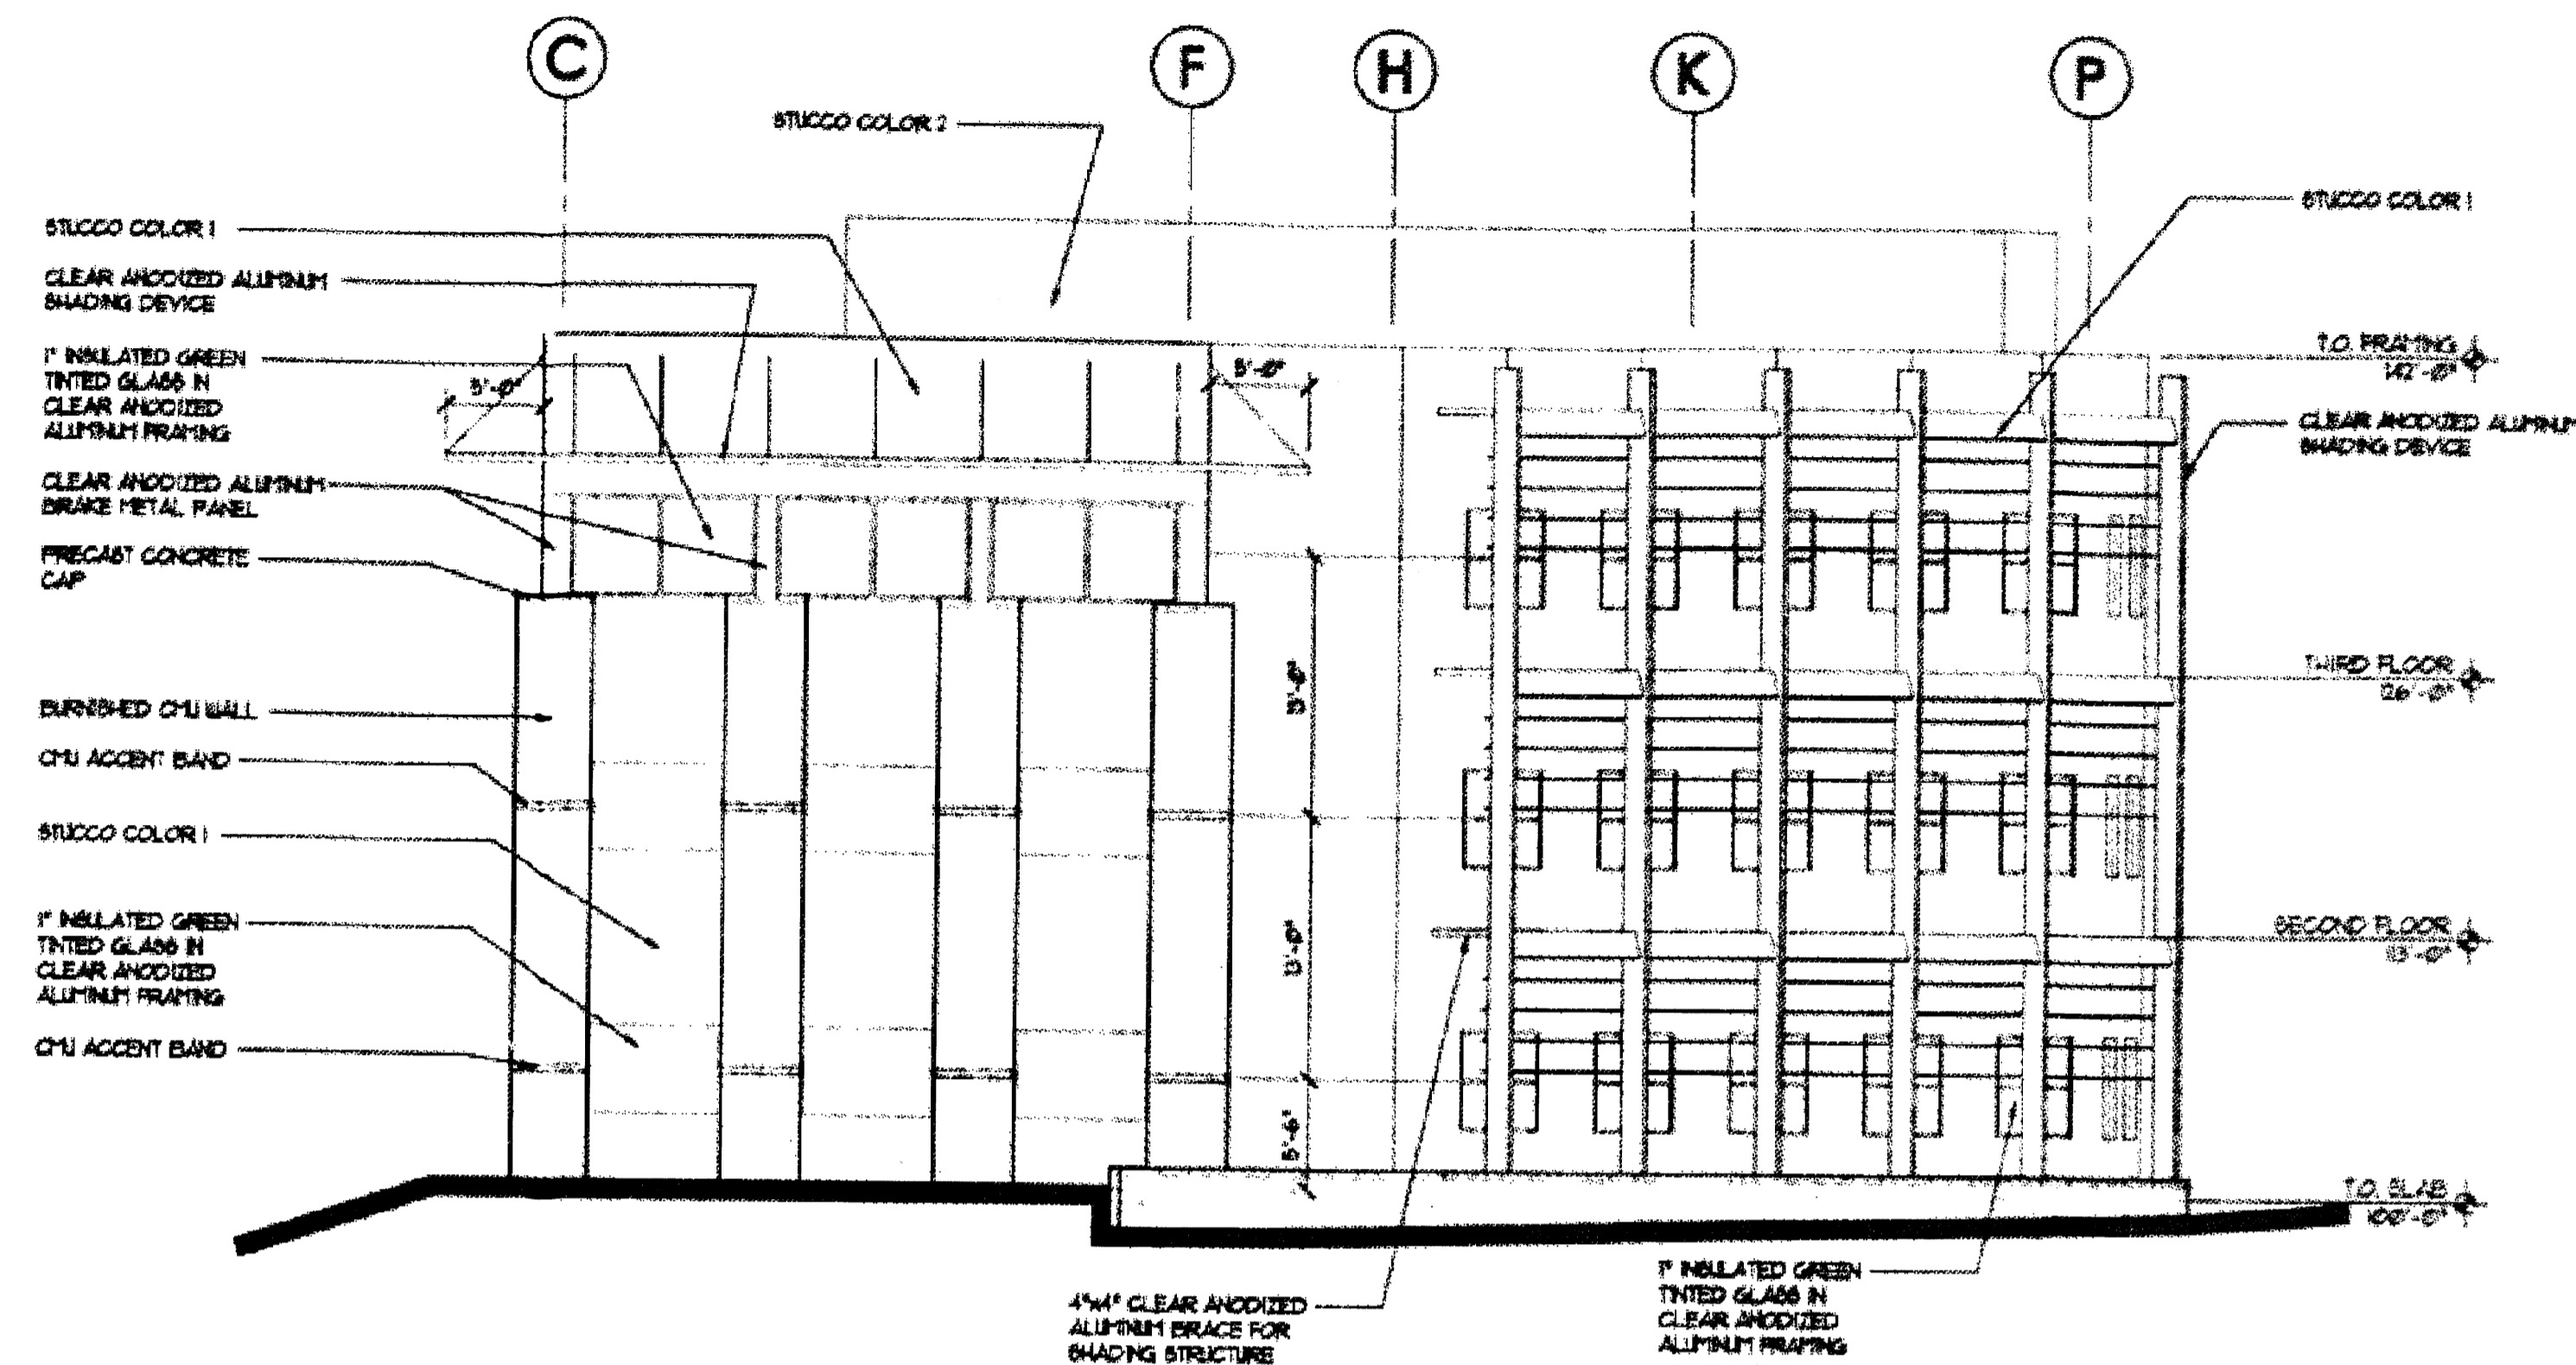 C
F
H
K
P
STUCCO COLOR 2
STUCCO COLOR 1
CLEAR ANODIZED ALUMINUM
SHADING DEVICE
1" INSULATED GREEN
TINTED GLASS IN
CLEAR ANODIZED
ALUMINUM FRAMING
CLEAR ANODIZED ALUMINUM
BRAKE METAL PANEL
PRECAST CONCRETE
CAP
BURNISHED CMU WALL
CMU ACCENT BAND
STUCCO COLOR 1
1" INSULATED GREEN
TINTED GLASS IN
CLEAR ANODIZED
ALUMINUM FRAMING
CMU ACCENT BAND
5'-0"
5'-0"
13'-0"
13'-0"
5'-6"
STUCCO COLOR 1
T.O. FRAMING
142'-0"
CLEAR ANODIZED ALUMINUM
SHADING DEVICE
THIRD FLOOR
126'-0"
SECOND FLOOR
T.O. SLAB
100'-0"
4"x4" CLEAR ANODIZED
ALUMINUM BRACE FOR
SHADING STRUCTURE
1" INSULATED GREEN
TINTED GLASS IN
CLEAR ANODIZED
ALUMINUM FRAMING